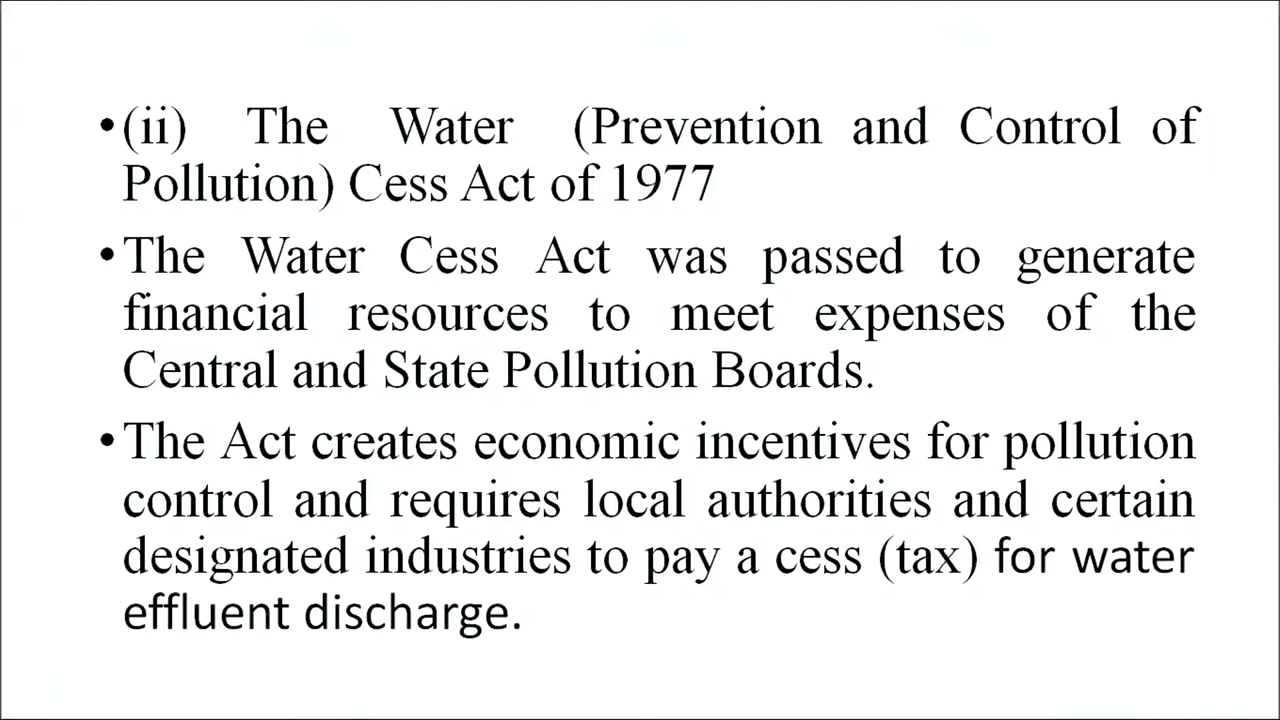 •(ii) The Water (Prevention and Control of
Pollution) Cess Act of 1977
•The Water Cess Act was passed to generate
financial resources to meet expenses of the
Central and State Pollution Boards.
•The Act creates economic incentives for pollution
control and requires local authorities and certain
designated industries to pay a cess (tax) for water
effluent discharge.